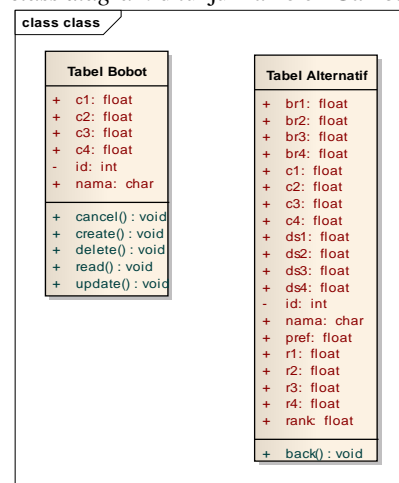 class class
Tabel Bobot
+ c1: float
+ c2: float
+ c3: float
+ c4: float
- id: int
+ nama: char
+ cancel() : void
+ create() : void
+ delete() : void
+ read() : void
+ update() : void
Tabel Alternatif
+ br1: float
+ br2: float
+ br3: float
+ br4: float
+ c1: float
+ c2: float
+ c3: float
+ c4: float
+ ds1: float
+ ds2: float
+ ds3: float
+ ds4: float
- id: int
+ nama: char
+ pref: float
+ r1: float
+ r2: float
+ r3: float
+ r4: float
+ rank: float
+ back() : void